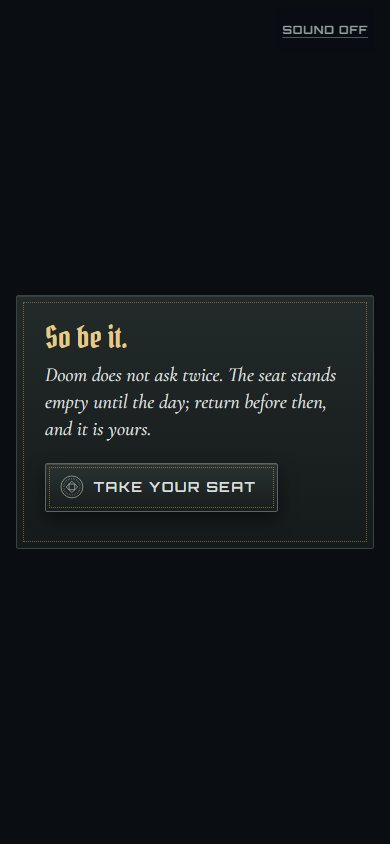 SOUND OFF
So be it.
Doom does not ask twice. The seat stands
empty until the day; return before then,
and it is yours.
TAKE YOUR SEAT